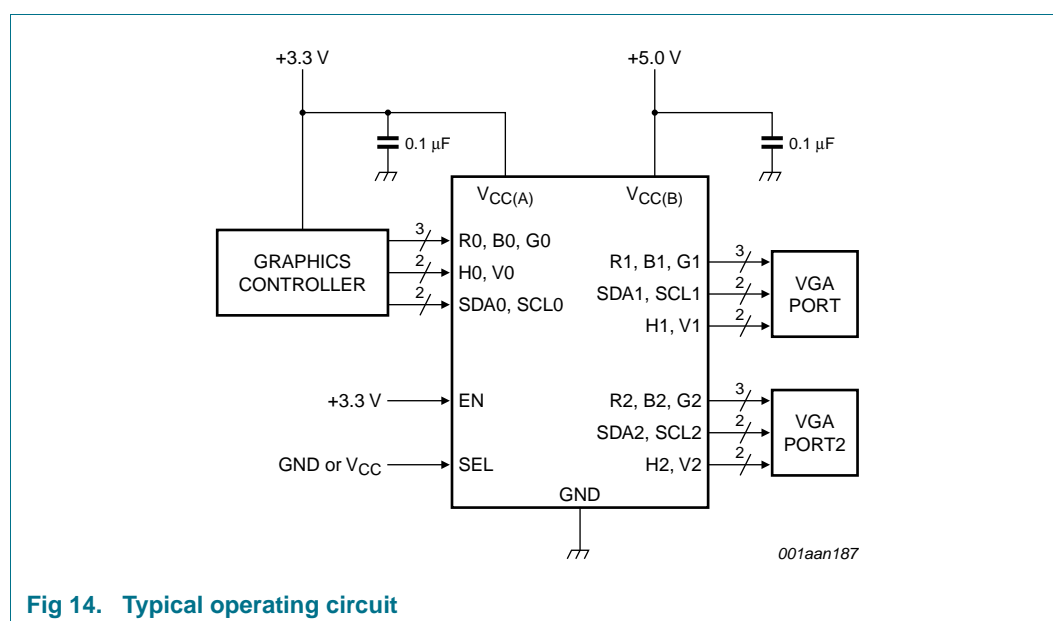 +3.3 V
+5.0 V
0.1 μF
0.1 μF
VCC(A)
VCC(B)
GRAPHICS
CONTROLLER
3
R0, B0, G0
2
H0, V0
2
SDA0, SCL0
R1, B1, G1
3
SDA1, SCL1
2
H1, V1
2
VGA
PORT
+3.3 V
EN
GND or VCC
SEL
R2, B2, G2
3
SDA2, SCL2
2
H2, V2
2
VGA
PORT2
GND
001aan187
Fig 14. Typical operating circuit